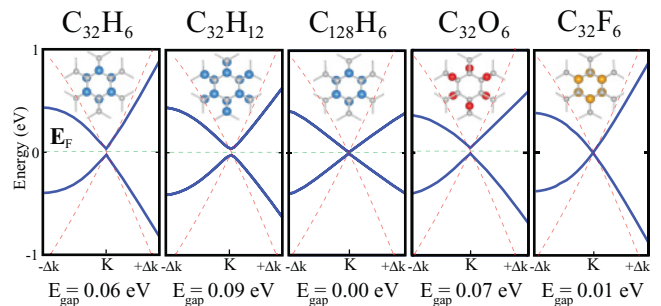 C32H6 C32H12 C128H6 C32O6 C32F6
1
Energy (eV)
EF
0
-1
-Δk K +Δk -Δk K +Δk -Δk K +Δk -Δk K +Δk -Δk K +Δk
Egap = 0.06 eV Egap = 0.09 eV Egap = 0.00 eV Egap = 0.07 eV Egap = 0.01 eV